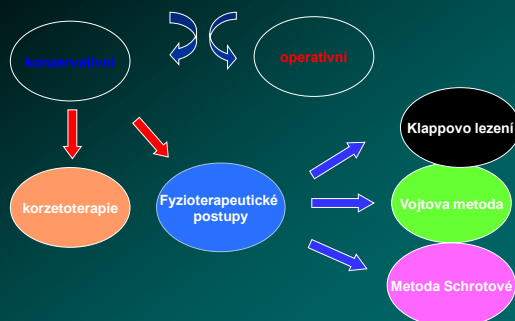 konzervativní
operativní
Klappovo lezení
korzetoterapie
Fyzioterapeutické
postupy
Vojtova metoda
Metoda Schrotové